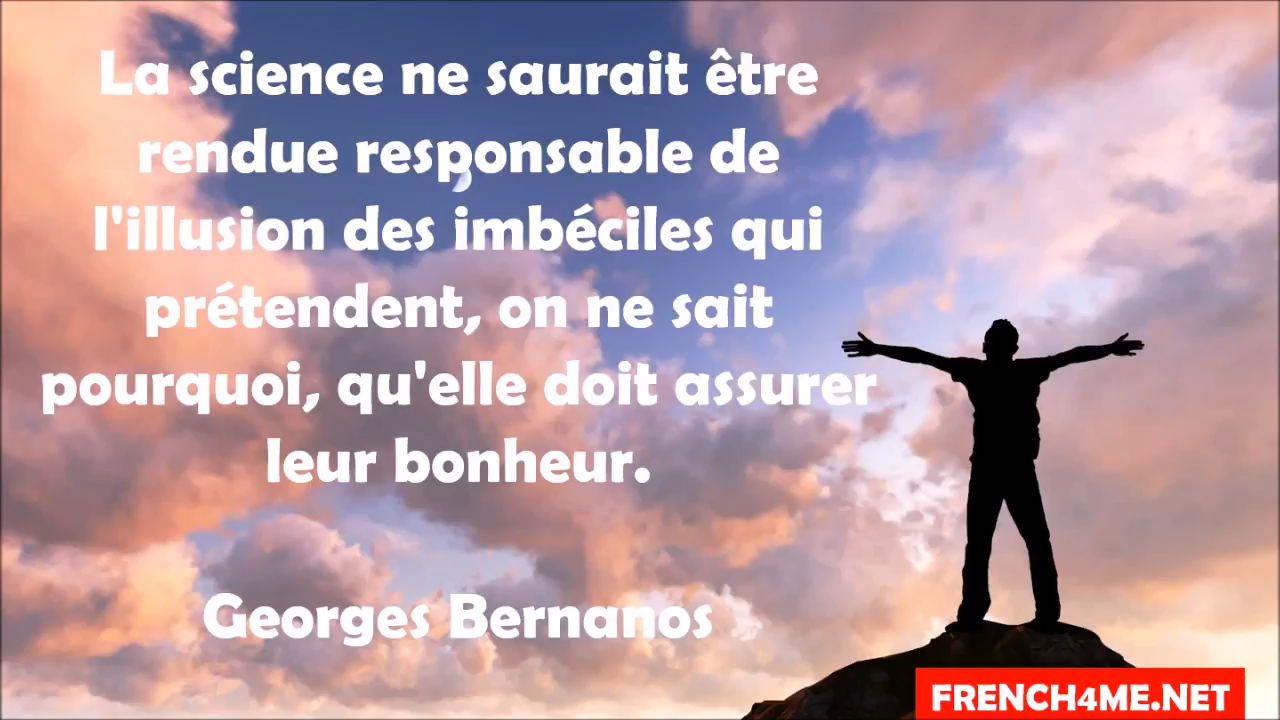 La science ne saurait être
rendue responsable de
l'illusion des imbéciles qui
prétendent, on ne sait
pourquoi, qu'elle doit assurer
leur bonheur.
Georges Bernanos
FRENCH4ME.NET